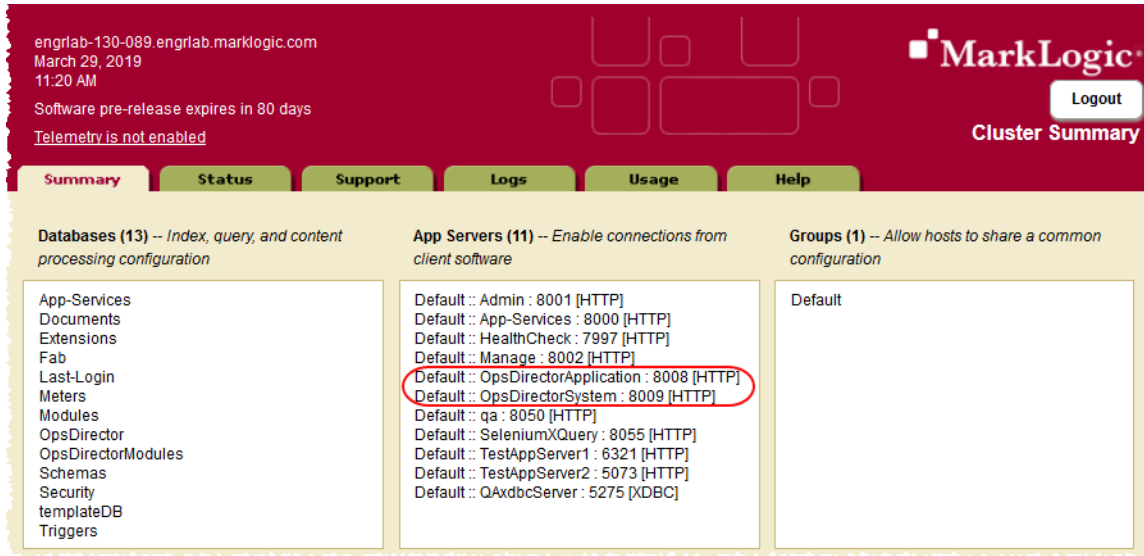 engrlab-130-089.engrlab.marklogic.com
March 29, 2019
11:20 AM
Software pre-release expires in 80 days
Telemetry is not enabled
MarkLogic
Logout
Cluster Summary
Summary
Status
Support
Logs
Usage
Help
Databases (13) -- Index, query, and content
processing configuration
App-Services
Documents
Extensions
Fab
Last-Login
Meters
Modules
OpsDirector
OpsDirectorModules
Schemas
Security
templateDB
Triggers
App Servers (11) -- Enable connections from
client software
Default :: Admin : 8001 [HTTP]
Default :: App-Services : 8000 [HTTP]
Default :: HealthCheck : 7997 [HTTP]
Default :: Manage : 8002 [HTTP]
Default :: OpsDirectorApplication : 8008 [HTTP]
Default :: OpsDirectorSystem : 8009 [HTTP]
Default :: qa : 8050 [HTTP]
Default :: SeleniumXQuery : 8055 [HTTP]
Default :: TestAppServer1 : 6321 [HTTP]
Default :: TestAppServer2 : 5073 [HTTP]
Default :: QAxdbcServer : 5275 [XDBC]
Groups (1) -- Allow hosts to share a common
configuration
Default